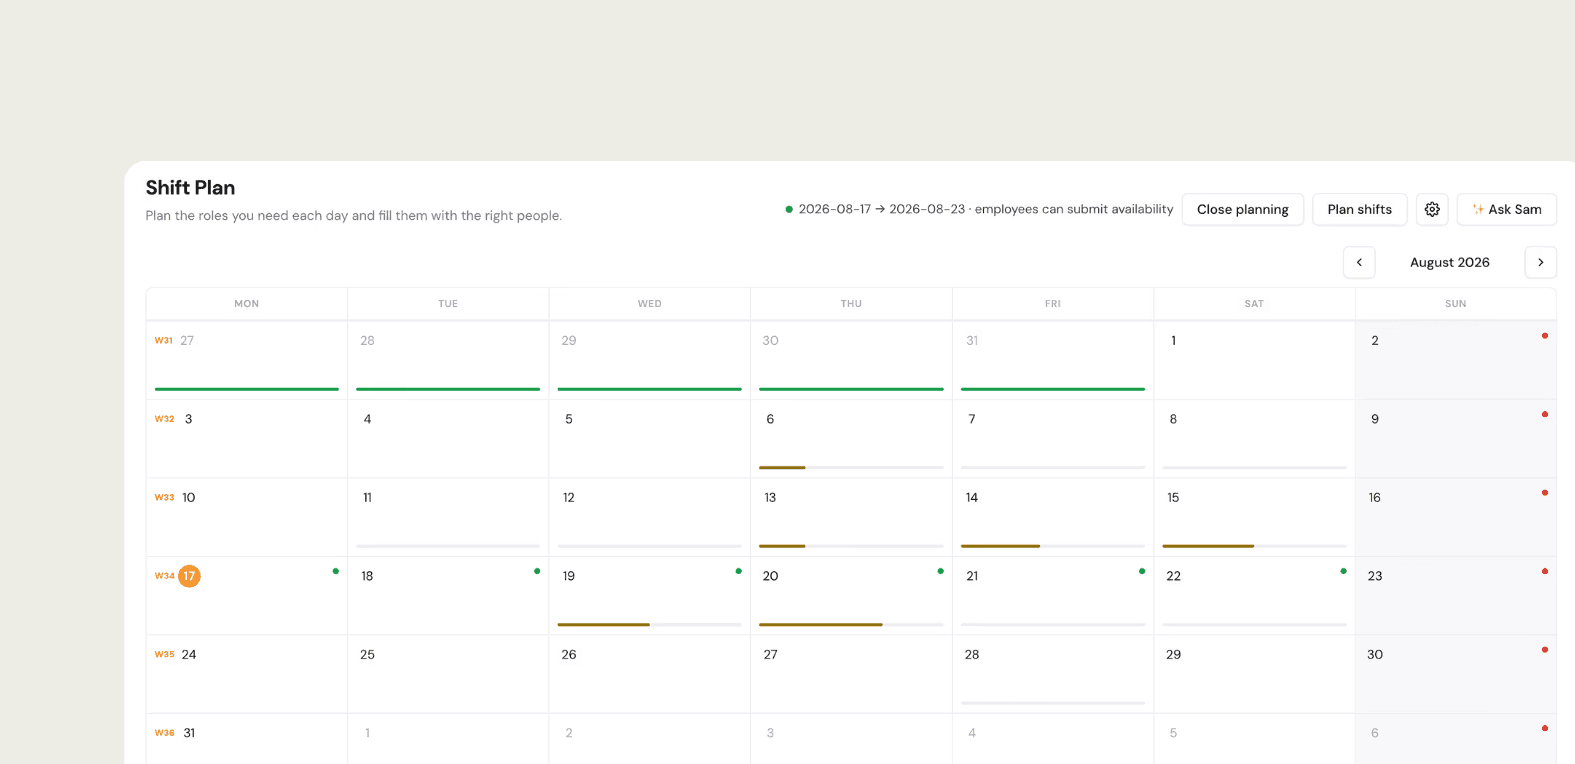 Shift Plan
Plan the roles you need each day and fill them with the right people.
2026-08-17 → 2026-08-23 · employees can submit availability
Close planning
Plan shifts
Ask Sam
August 2026
MON TUE WED THU FRI SAT SUN
W31 27 28 29 30 31 1 2
W32 3 4 5 6 7 8 9
W33 10 11 12 13 14 15 16
W34 17 18 19 20 21 22 23
W35 24 25 26 27 28 29 30
W36 31 1 2 3 4 5 6